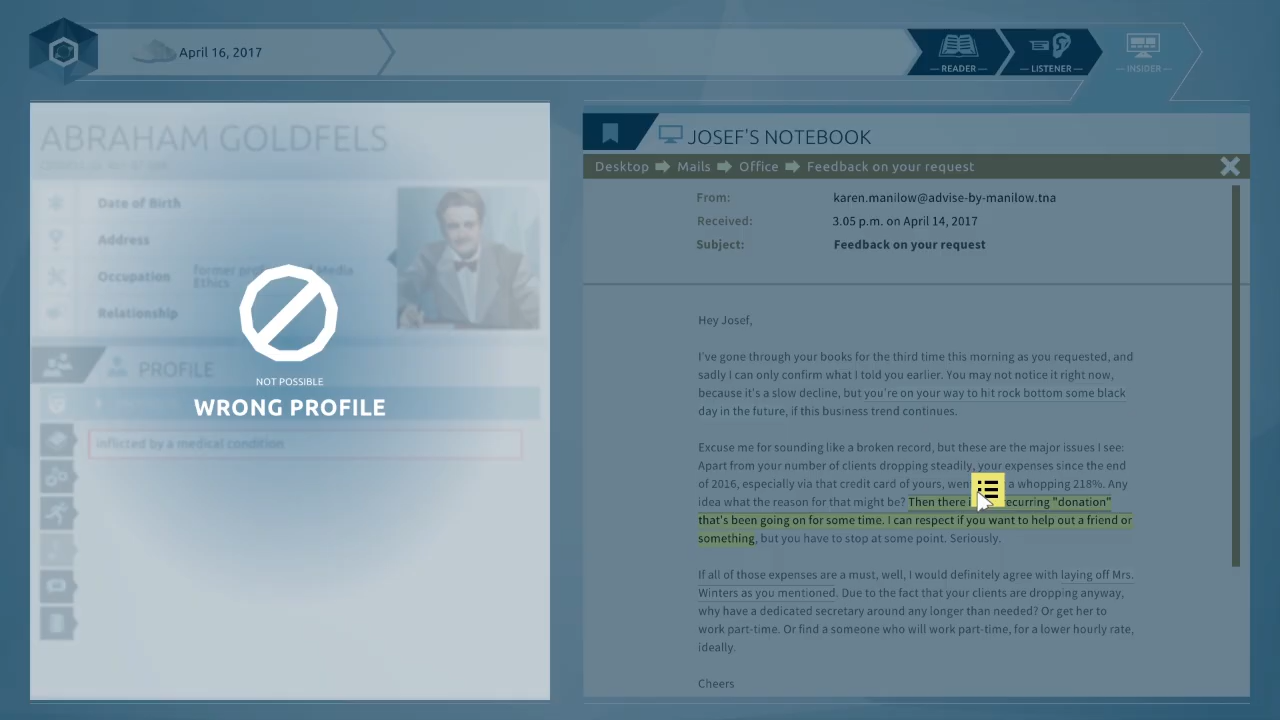 April 16, 2017
READER
LISTENER
INSIDER
ABRAHAM GOLDFELS
Date of Birth
Address
Occupation
former
Media
Ethics
Relationship
PROFILE
inflicted by a medical condition
NOT POSSIBLE
WRONG PROFILE
JOSEF'S NOTEBOOK
Desktop Mails Office Feedback on your request
From: karen.manilow@advise-by-manilow.tna
Received: 3.05 p.m. on April 14, 2017
Subject: Feedback on your request
Hey Josef,
I've gone through your books for the third time this morning as you requested, and
sadly I can only confirm what I told you earlier. You may not notice it right now,
because it's a slow decline, but you're on your way to hit rock bottom some black
day in the future, if this business trend continues.
Excuse me for sounding like a broken record, but these are the major issues I see:
Apart from your number of clients dropping steadily, your expenses since the end
of 2016, especially via that credit card of yours, a whopping 218%. Any
idea what the reason for that might be? Then there recurring "donation"
that's been going on for some time. I can respect if you want to help out a friend or
something, but you have to stop at some point. Seriously.
If all of those expenses are a must, well, I would definitely agree with laying off Mrs.
Winters as you mentioned. Due to the fact that your clients are dropping anyway,
why have a dedicated secretary around any longer than needed? Or get her to
work part-time. Or find a someone who will work part-time, for a lower hourly rate,
ideally.
Cheers